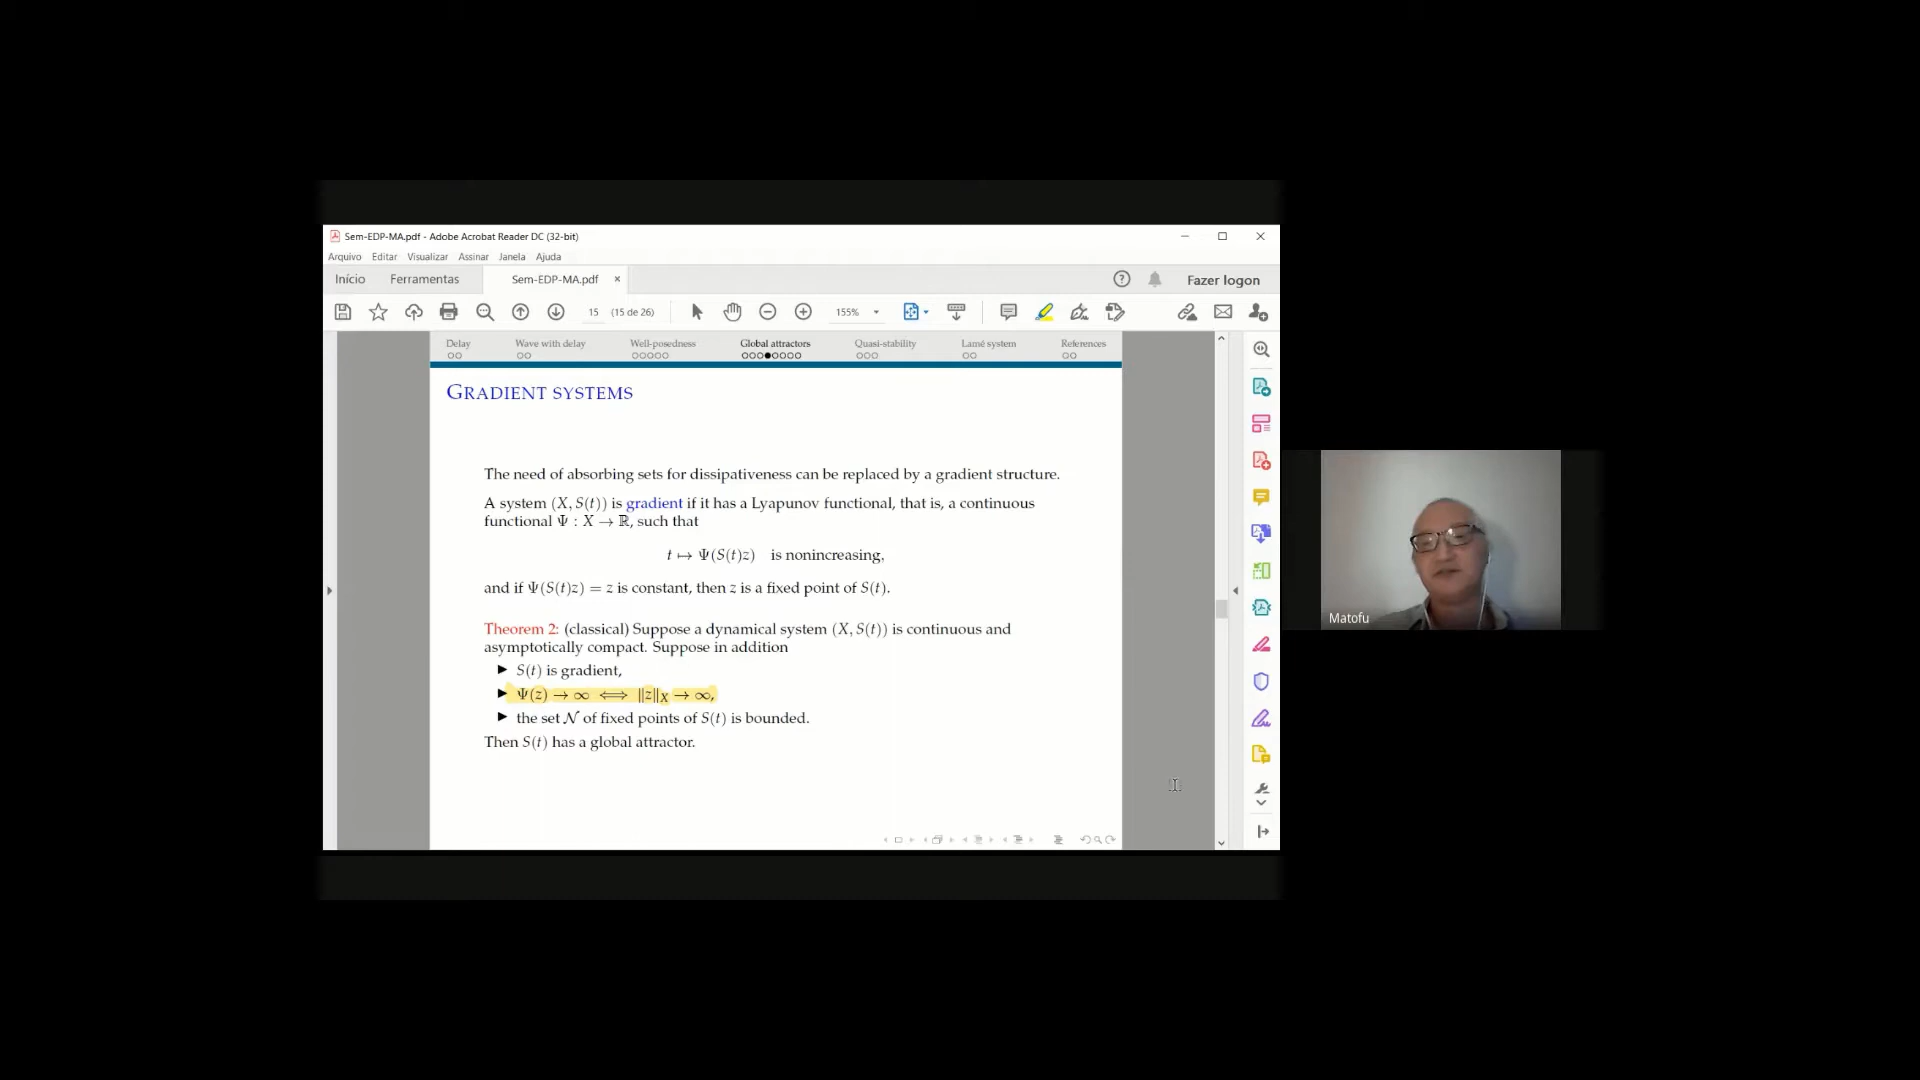 Sem-EDP-MA.pdf - Adobe Acrobat Reader DC (32-bit)
Arquivo Editar Visualizar Assinar Janela Ajuda
Início Ferramentas Sem-EDP-MA.pdf × Fazer logon
15 (15 de 26) 155%
Delay Wave with delay Well-posedness Global attractors Quasi-stability Lamé system References
GRADIENT SYSTEMS
The need of absorbing sets for dissipativeness can be replaced by a gradient structure.
A system (X, S(t)) is gradient if it has a Lyapunov functional, that is, a continuous
functional Ψ : X → ℝ, such that
t ↦ Ψ(S(t)z) is nonincreasing,
and if Ψ(S(t)z) = z is constant, then z is a fixed point of S(t).
Theorem 2: (classical) Suppose a dynamical system (X, S(t)) is continuous and
asymptotically compact. Suppose in addition
▶ S(t) is gradient,
▶ Ψ(z) → ∞ ⟺ ‖z‖_X → ∞,
▶ the set 𝒩 of fixed points of S(t) is bounded.
Then S(t) has a global attractor.
Matofu